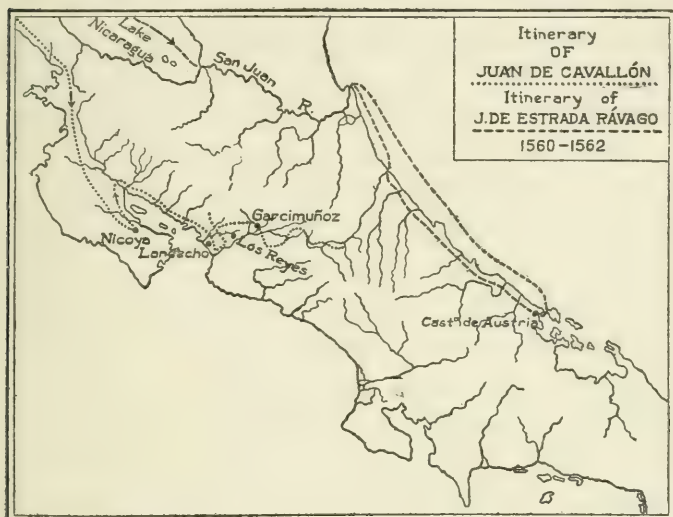 Itinerary
OF
JUAN DE CAVALLÓN
Itinerary of
J. DE ESTRADA RÁVAGO
1560-1562
Lake
Nicaragua
San Juan
R.
Garcimuñoz
Nicoya
Landecho
Los Reyes
Casta. de Austria